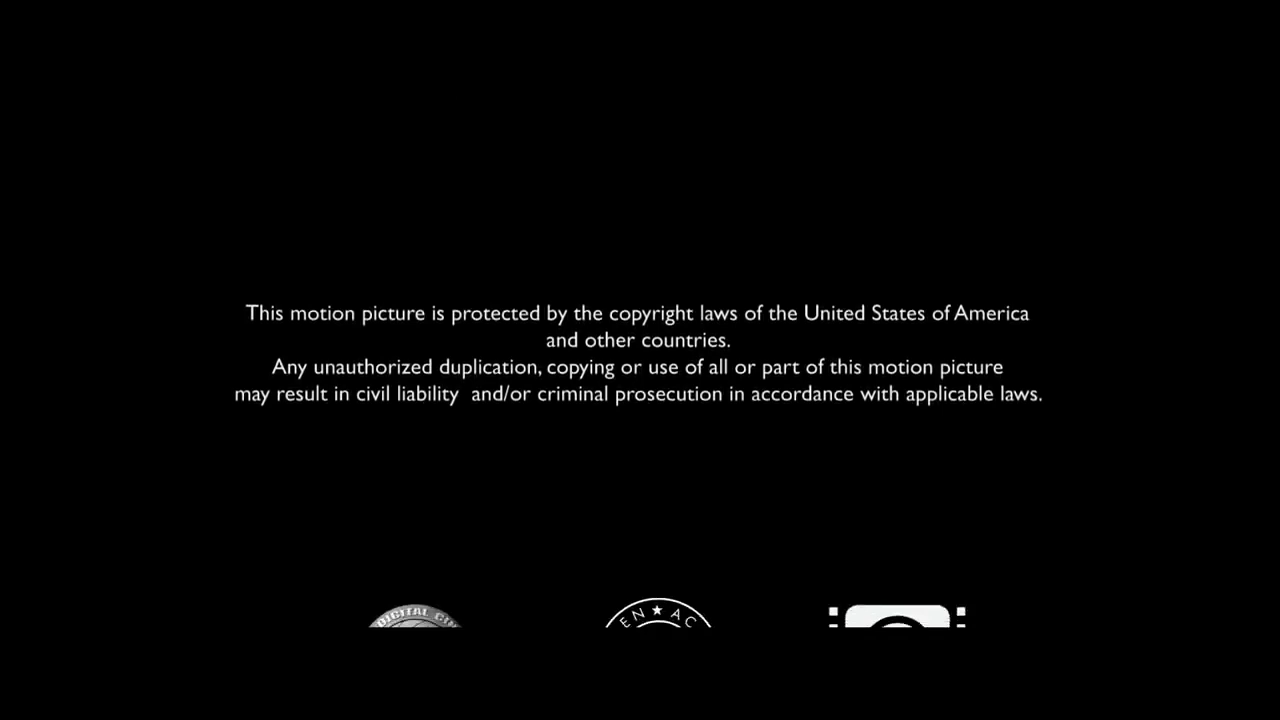 This motion picture is protected by the copyright laws of the United States of America
and other countries.
Any unauthorized duplication, copying or use of all or part of this motion picture
may result in civil liability  and/or criminal prosecution in accordance with applicable laws.
DIGITAL